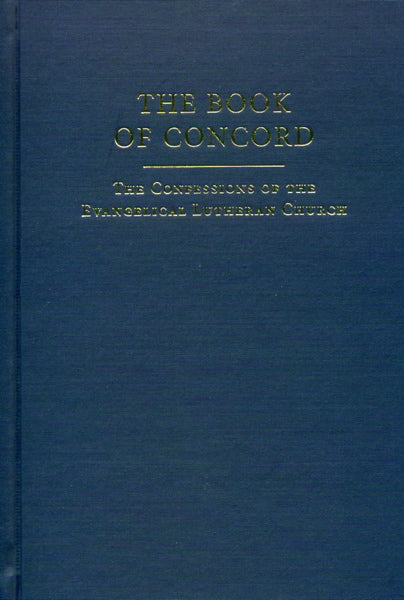 THE BOOK
OF CONCORD
THE CONFESSIONS OF THE
EVANGELICAL LUTHERAN CHURCH